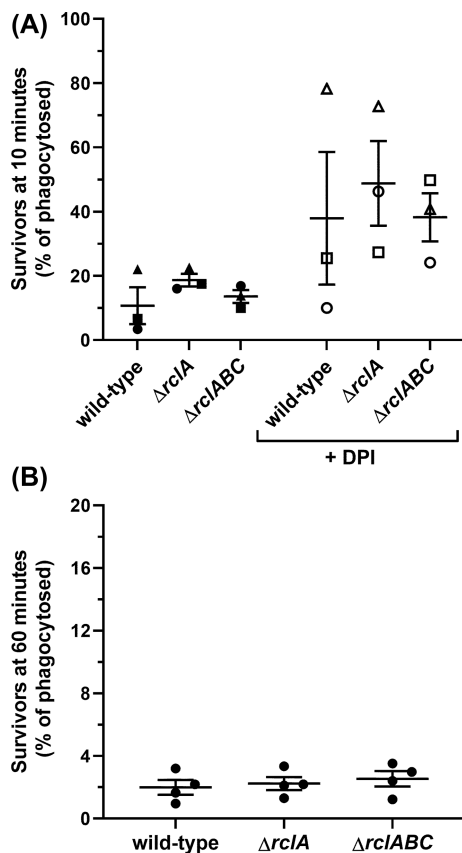 (A)
Survivors at 10 minutes
(% of phagocytosed)
100
80
60
40
20
0
wild-type
ΔrclA
ΔrclABC
wild-type
ΔrclA
ΔrclABC
+ DPI
(B)
Survivors at 60 minutes
(% of phagocytosed)
20
16
12
8
4
0
wild-type
ΔrclA
ΔrclABC